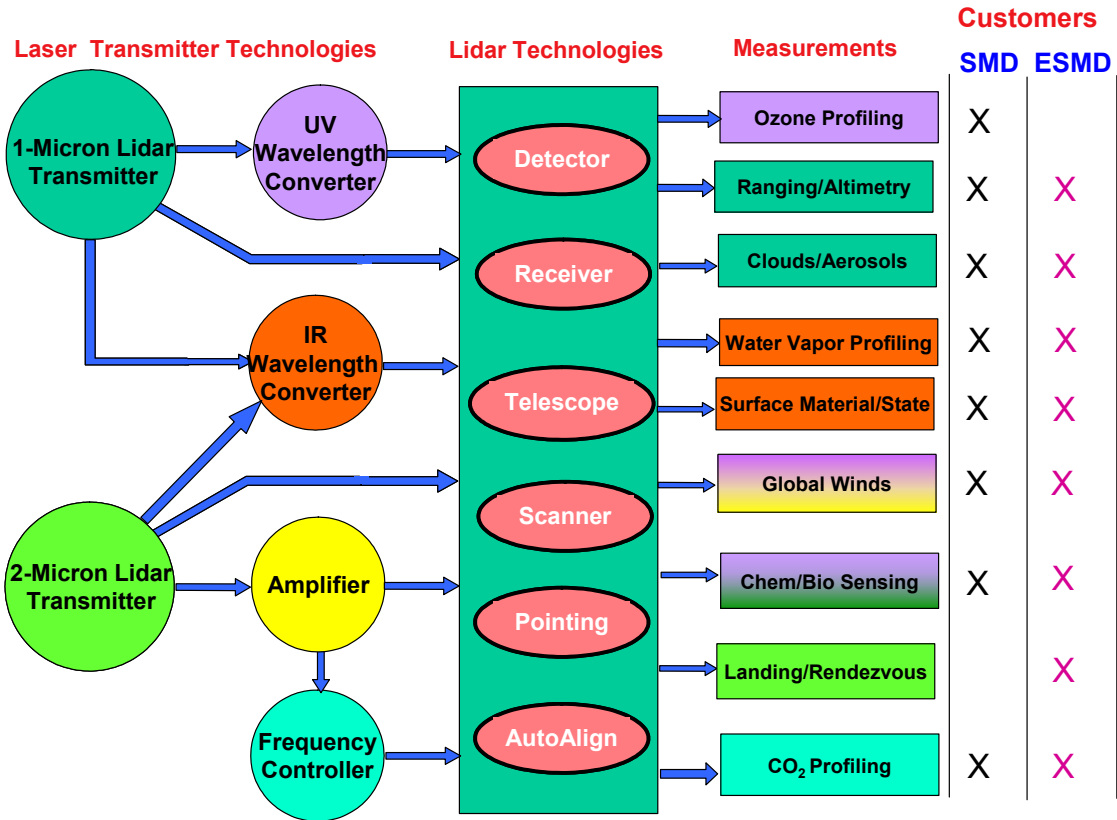 Customers
Laser Transmitter Technologies
Lidar Technologies
Measurements
SMD
ESMD
1-Micron Lidar
Transmitter
UV
Wavelength
Converter
IR
Wavelength
Converter
2-Micron Lidar
Transmitter
Amplifier
Frequency
Controller
Detector
Receiver
Telescope
Scanner
Pointing
AutoAlign
Ozone Profiling
X
Ranging/Altimetry
X X
Clouds/Aerosols
X X
Water Vapor Profiling
X X
Surface Material/State
X X
Global Winds
X X
Chem/Bio Sensing
X X
Landing/Rendezvous
X
CO₂ Profiling
X X